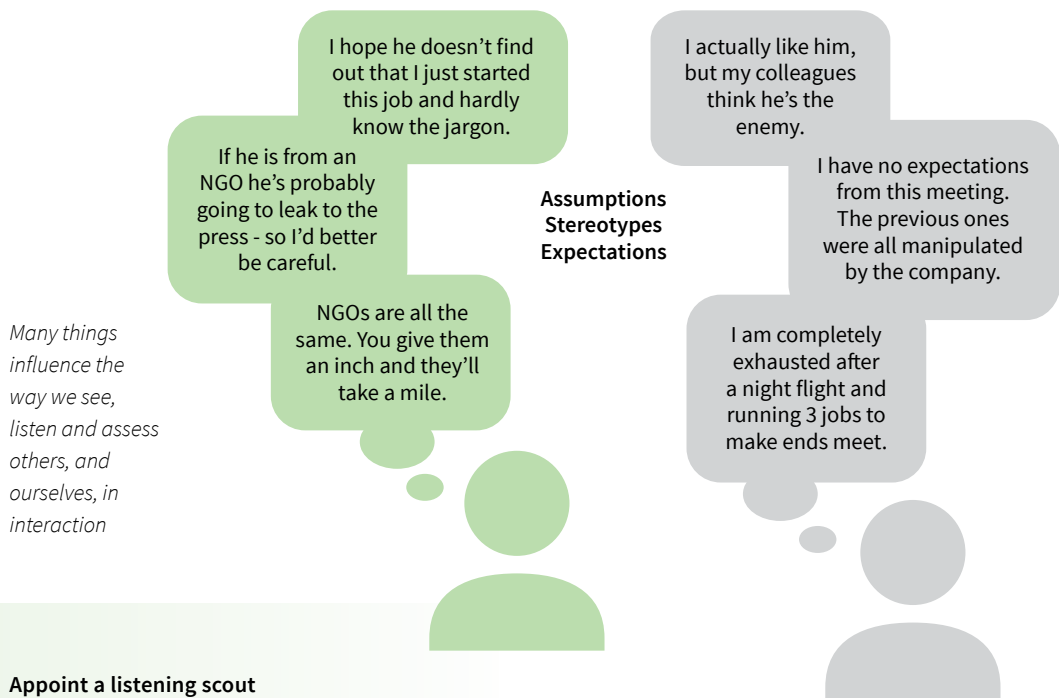 I hope he doesn’t find
out that I just started
this job and hardly
know the jargon.
If he is from an
NGO he’s probably
going to leak to the
press - so I’d better
be careful.
NGOs are all the
same. You give them
an inch and they’ll
take a mile.
Assumptions
Stereotypes
Expectations
I actually like him,
but my colleagues
think he’s the
enemy.
I have no expectations
from this meeting.
The previous ones
were all manipulated
by the company.
I am completely
exhausted after
a night flight and
running 3 jobs to
make ends meet.
Many things
influence the
way we see,
listen and assess
others, and
ourselves, in
interaction
Appoint a listening scout